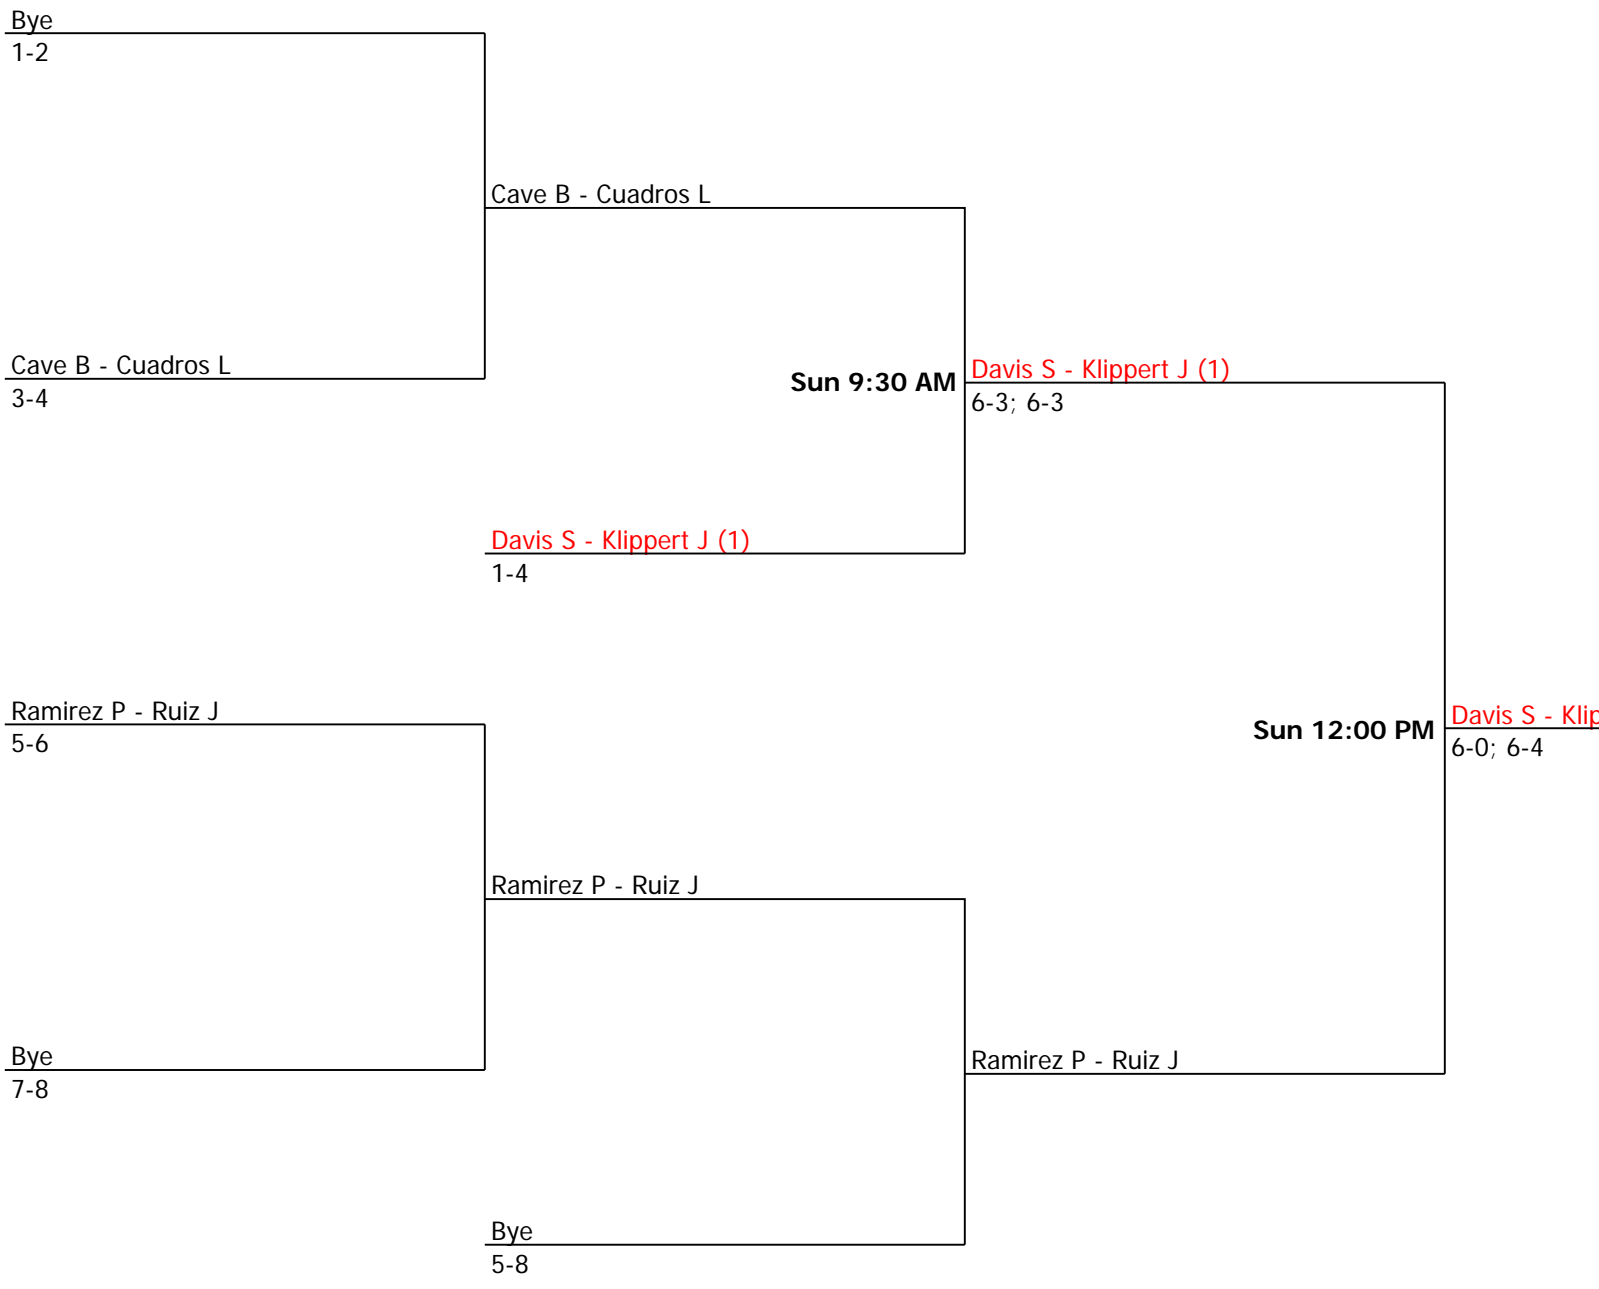 Bye
1-2
Cave B - Cuadros L
Cave B - Cuadros L
3-4
Sun 9:30 AM
Davis S - Klippert J (1)
6-3; 6-3
Davis S - Klippert J (1)
1-4
Ramirez P - Ruiz J
5-6
Sun 12:00 PM
Davis S -
6-0; 6-4
Ramirez P - Ruiz J
Bye
7-8
Ramirez P - Ruiz J
Bye
5-8